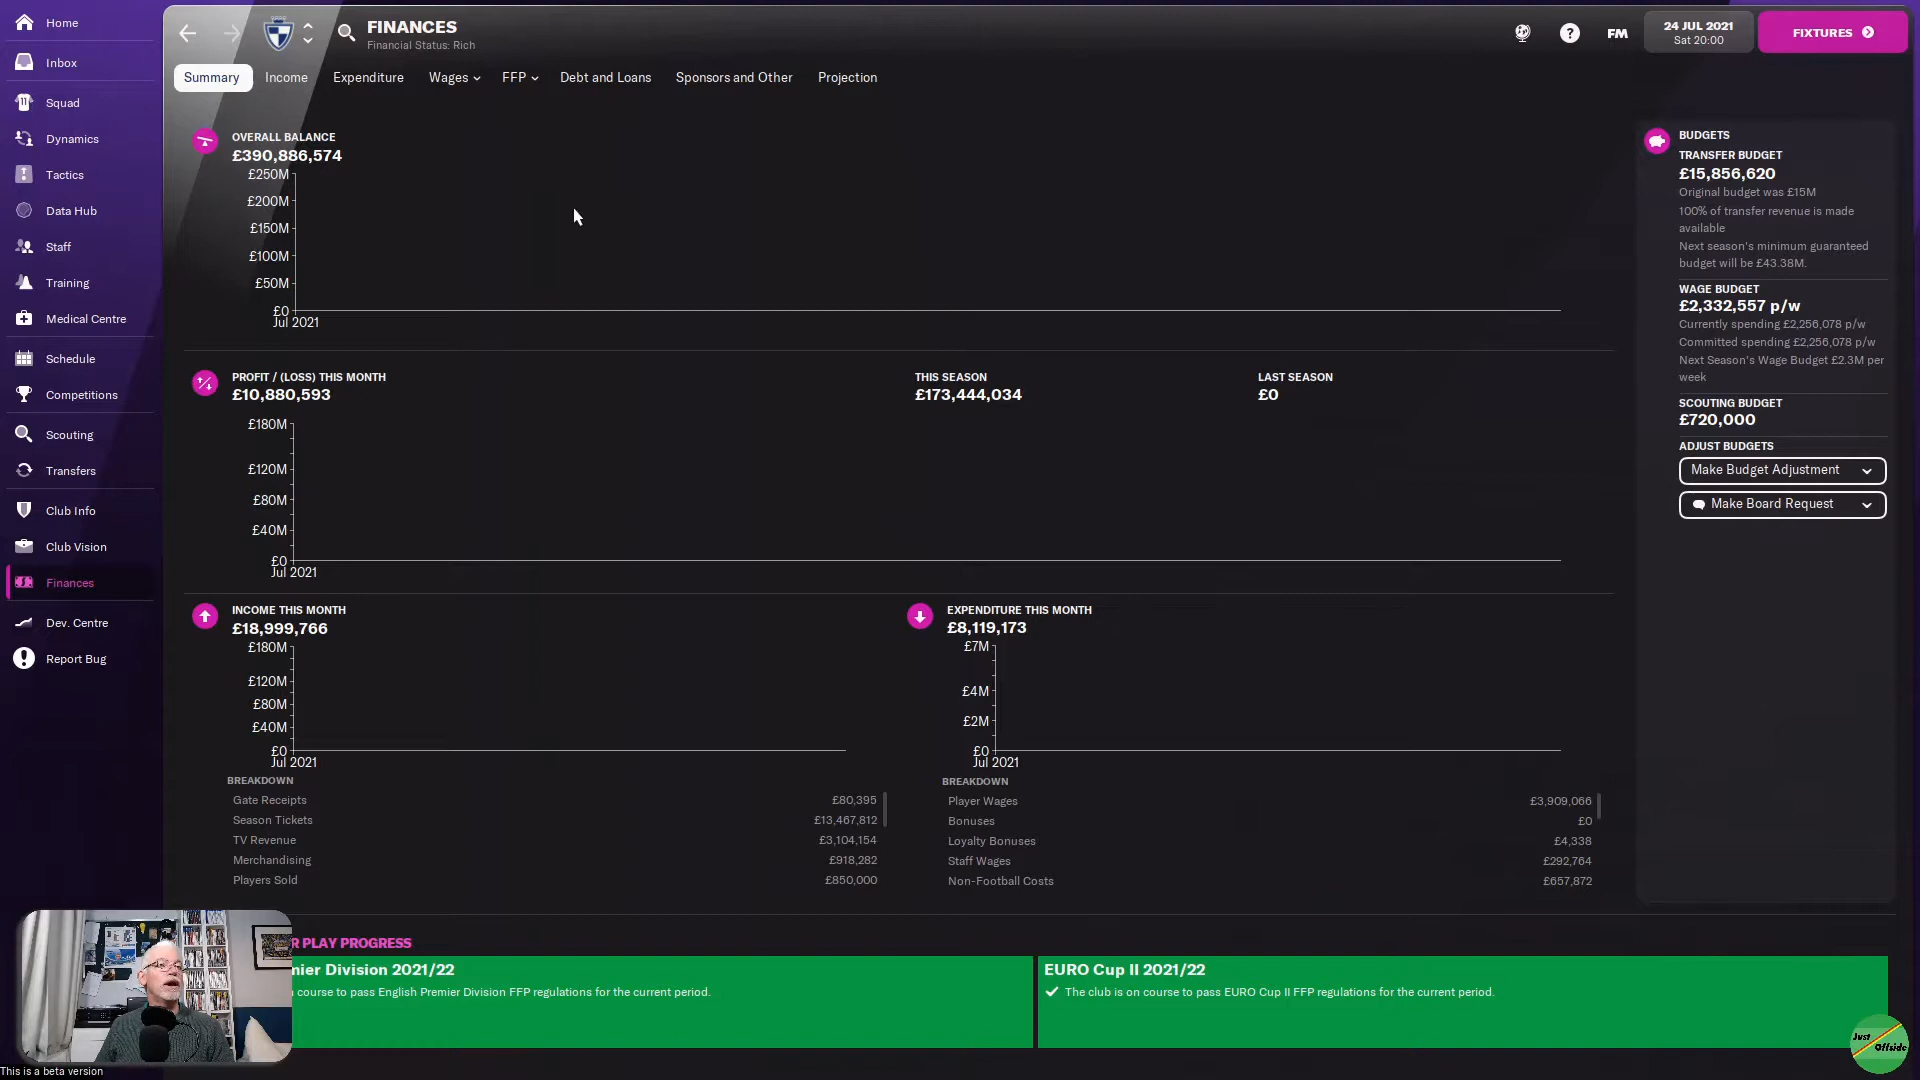 Home
Inbox
Squad
Dynamics
Tactics
Data Hub
Staff
Training
Medical Centre
Schedule
Competitions
Scouting
Transfers
Club Info
Club Vision
Finances
Dev. Centre
Report Bug
FINANCES
Financial Status: Rich
FM
24 JUL 2021
Sat 20:00
FIXTURES
Summary
Income
Expenditure
Wages
FFP
Debt and Loans
Sponsors and Other
Projection
OVERALL BALANCE
£390,886,574
£250M
£200M
£150M
£100M
£50M
£0
Jul 2021
PROFIT / (LOSS) THIS MONTH
£10,880,593
THIS SEASON
£173,444,034
LAST SEASON
£0
£180M
£120M
£80M
£40M
£0
Jul 2021
INCOME THIS MONTH
£18,999,766
£180M
£120M
£80M
£40M
£0
Jul 2021
BREAKDOWN
Gate Receipts £80,395
Season Tickets £13,467,812
TV Revenue £3,104,154
Merchandising £918,282
Players Sold £850,000
EXPENDITURE THIS MONTH
£8,119,173
£7M
£4M
£2M
£0
Jul 2021
BREAKDOWN
Player Wages £3,909,066
Bonuses £0
Loyalty Bonuses £4,338
Staff Wages £292,764
Non-Football Costs £657,872
BUDGETS
TRANSFER BUDGET
£15,856,620
Original budget was £15M
100% of transfer revenue is made
available
Next season's minimum guaranteed
budget will be £43.38M.
WAGE BUDGET
£2,332,557 p/w
Currently spending £2,256,078 p/w
Committed spending £2,256,078 p/w
Next Season's Wage Budget £2.3M per
week
SCOUTING BUDGET
£720,000
ADJUST BUDGETS
Make Budget Adjustment
Make Board Request
R PLAY PROGRESS
mier Division 2021/22
course to pass English Premier Division FFP regulations for the current period.
EURO Cup II 2021/22
The club is on course to pass EURO Cup II FFP regulations for the current period.
Just
Offside
This is a beta version